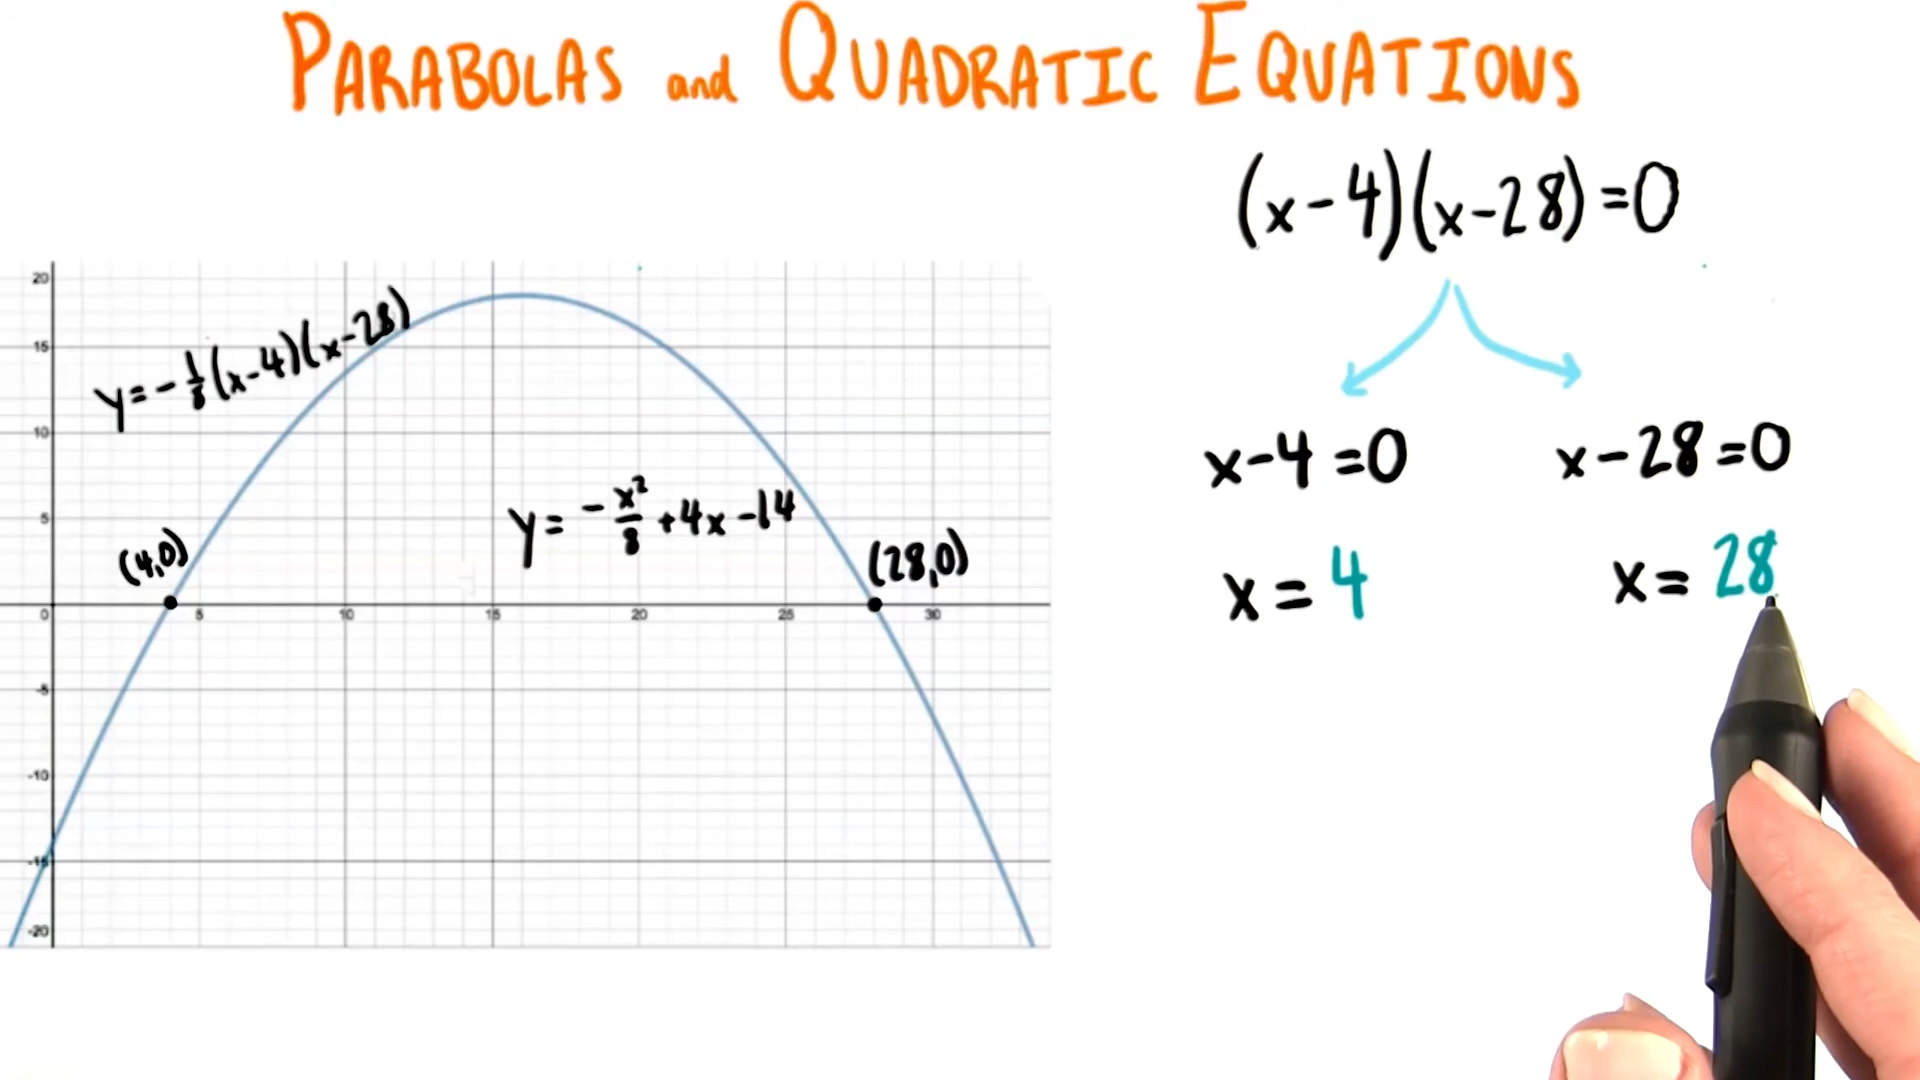 PARABOLAS and QUADRATIC EQUATIONS
(x-4)(x-28)=0
y=-1/8(x-4)(x-28)
x-4=0
x-28=0
y=-x²/8+4x-14
(4,0)
(28,0)
x=4
x=28
20
15
10
5
0 5 10 15 20 25 30
-5
-10
-15
-20